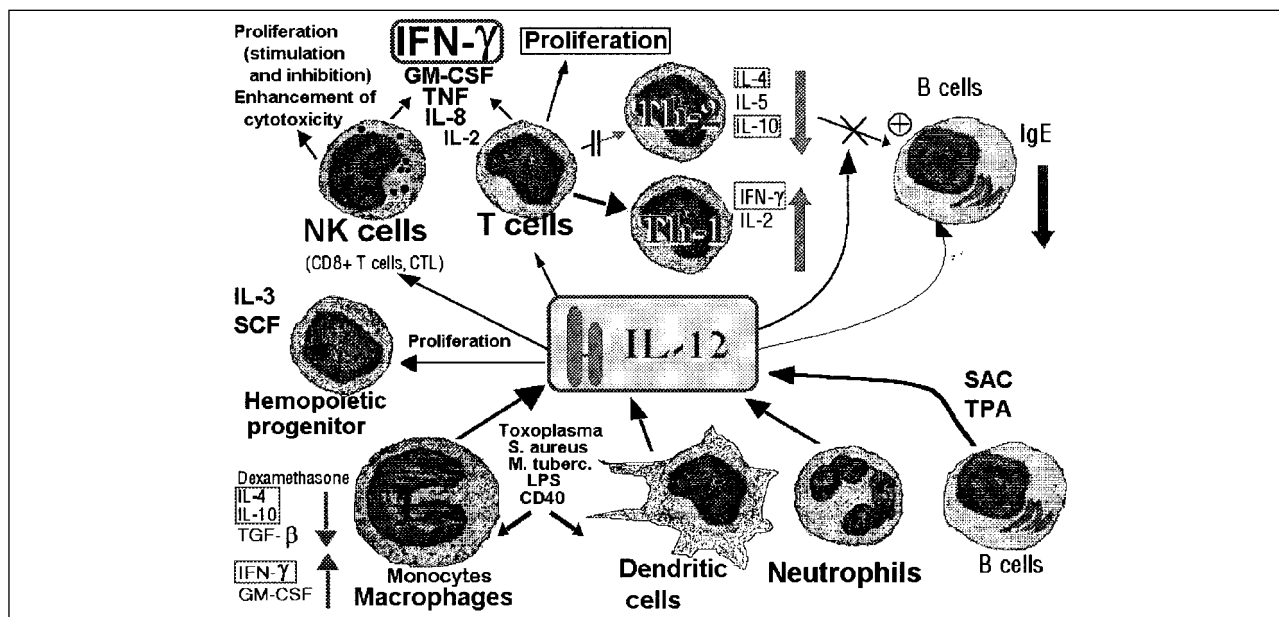 Proliferation
(stimulation
and inhibition)
Enhancement of
cytotoxicity
IFN-γ
GM-CSF
TNF
IL-8
IL-2
Proliferation
Th-2
IL-4
IL-5
IL-10
B cells
IgE
NK cells
(CD8+ T cells, CTL)
T cells
Th-1
IFN-γ
IL-2
IL-3
SCF
Proliferation
IL-12
Hemopoietic
progenitor
SAC
TPA
Toxoplasma
S. aureus
M. tuberc.
LPS
CD40
Dexamethasone
IL-4
IL-10
TGF-β
IFN-γ
GM-CSF
Monocytes
Macrophages
Dendritic
cells
Neutrophils
B cells